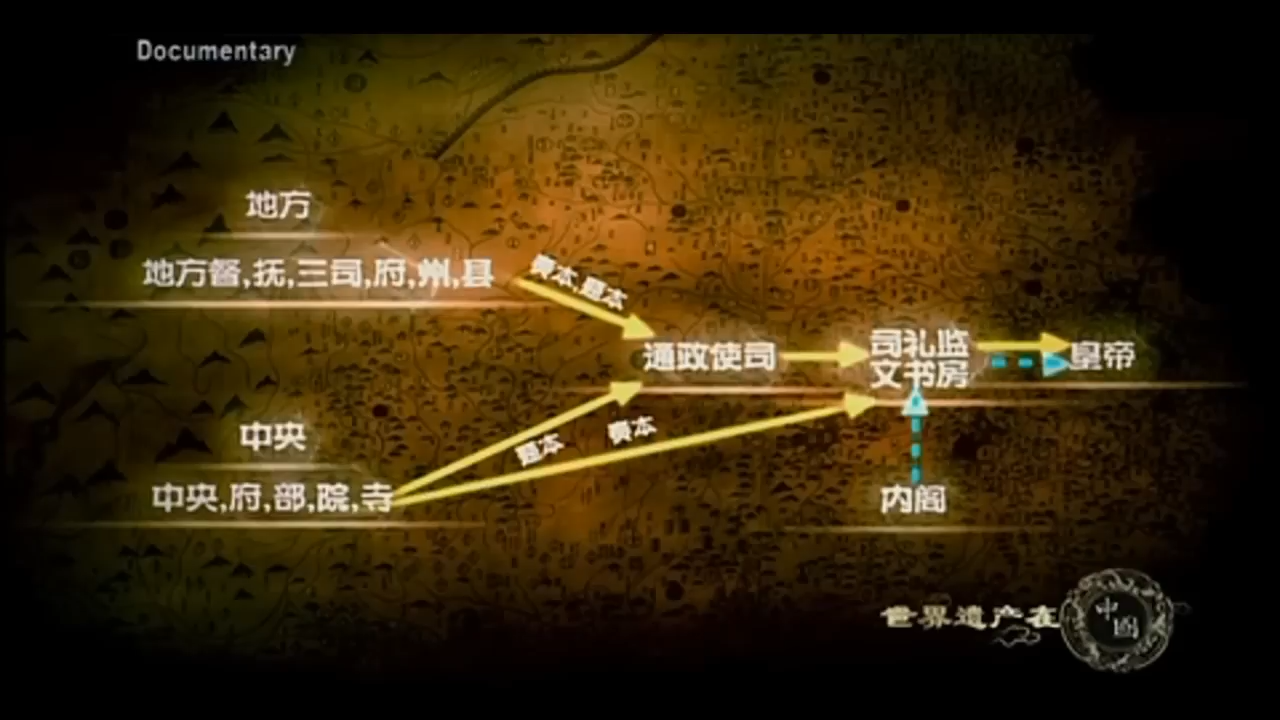 Documentary
地方
地方督,抚,三司,府,州,县
奏本,题本
通政使司
司礼监
文书房
皇帝
中央
题本
奏本
中央,府,部,院,寺
内阁
世界遗产在
中国